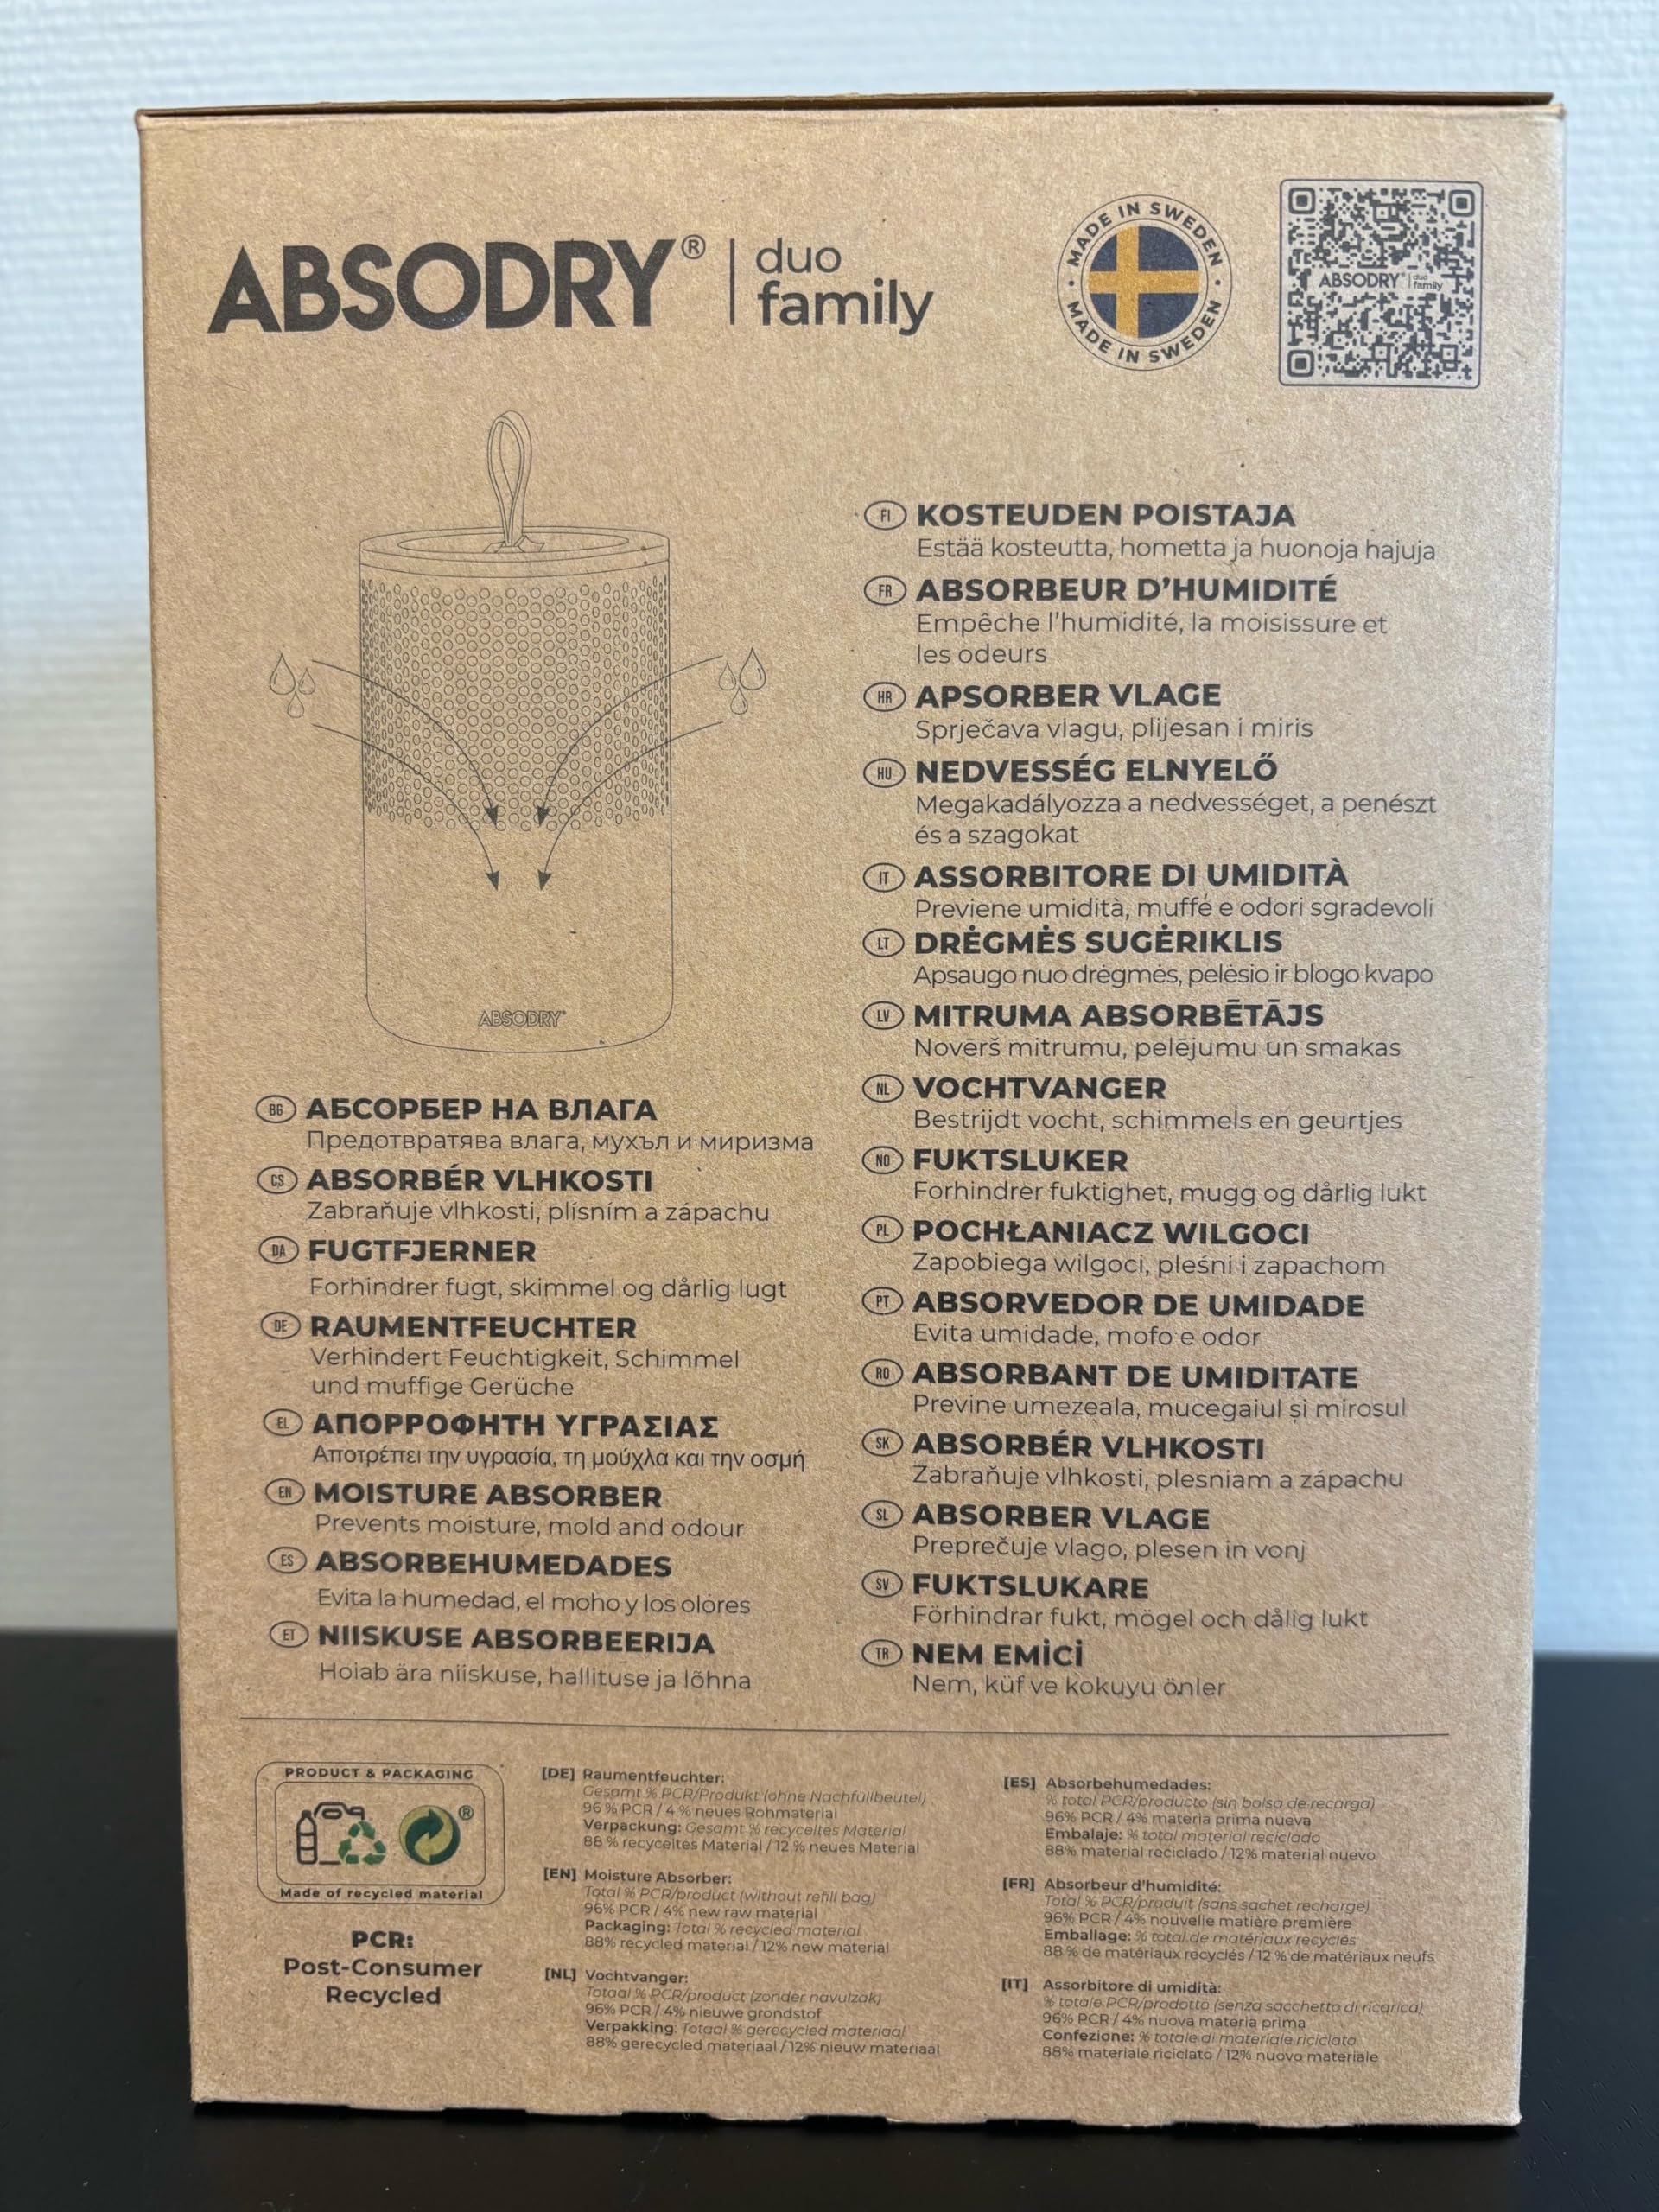 ABSODRY® | duo family
MADE IN SWEDEN
MADE IN SWEDEN
ABSODRY® | duo family
ABSODRY®
BG АБСОРБЕР НА ВЛАГА
Предотвратява влага, мухъл и миризма
CS ABSORBÉR VLHKOSTI
Zabraňuje vlhkosti, plísním a zápachu
DA FUGTFJERNER
Forhindrer fugt, skimmel og dårlig lugt
DE RAUMENTFEUCHTER
Verhindert Feuchtigkeit, Schimmel
und muffige Gerüche
EL ΑΠΟΡΡΟΦΗΤΗ ΥΓΡΑΣΙΑΣ
Αποτρέπει την υγρασία, τη μούχλα και την οσμή
EN MOISTURE ABSORBER
Prevents moisture, mold and odour
ES ABSORBEHUMEDADES
Evita la humedad, el moho y los olores
ET NIISKUSE ABSORBEERIJA
Hoiab ära niiskuse, hallituse ja lõhna
FI KOSTEUDEN POISTAJA
Estää kosteutta, hometta ja huonoja hajuja
FR ABSORBEUR D’HUMIDITÉ
Empêche l’humidité, la moisissure et
les odeurs
HR APSORBER VLAGE
Sprječava vlagu, plijesan i miris
HU NEDVESSÉG ELNYELŐ
Megakadályozza a nedvességet, a penészt
és a szagokat
IT ASSORBITORE DI UMIDITÀ
Previene umidità, muffe e odori sgradevoli
LT DRĖGMĖS SUGĖRIKLIS
Apsaugo nuo drėgmės, pelėsio ir blogo kvapo
LV MITRUMA ABSORBĒTĀJS
Novērš mitrumu, pelējumu un smakas
NL VOCHTVANGER
Bestrijdt vocht, schimmels en geurtjes
NO FUKTSLUKER
Forhindrer fuktighet, mugg og dårlig lukt
PL POCHŁANIACZ WILGOCI
Zapobiega wilgoci, pleśni i zapachom
PT ABSORVEDOR DE UMIDADE
Evita umidade, mofo e odor
RO ABSORBANT DE UMIDITATE
Previne umezeala, mucegaiul și mirosul
SK ABSORBÉR VLHKOSTI
Zabraňuje vlhkosti, plesniam a zápachu
SL ABSORBER VLAGE
Preprečuje vlago, plesen in vonj
SV FUKTSLUKARE
Förhindrar fukt, mögel och dålig lukt
TR NEM EMİCİ
Nem, küf ve kokuyu önler
PRODUCT & PACKAGING
®
Made of recycled material
PCR:
Post-Consumer
Recycled
[DE] Raumentfeuchter:
Gesamt % PCR/Produkt (ohne Nachfüllbeutel)
96 % PCR / 4 % neues Rohmaterial
Verpackung: Gesamt % recyceltes Material
88 % recyceltes Material / 12 % neues Material
[EN] Moisture Absorber:
Total % PCR/product (without refill bag)
96% PCR / 4% new raw material
Packaging: Total % recycled material
88% recycled material / 12% new material
[NL] Vochtvanger:
Totaal % PCR/product (zonder navulzak)
96% PCR / 4% nieuwe grondstof
Verpakking: Totaal % gerecycled materiaal
88% gerecycled materiaal / 12% nieuw materiaal
[ES] Absorbehumedades:
% total PCR/producto (sin bolsa de recarga)
96% PCR / 4% materia prima nueva
Embalaje: % total material reciclado
88% material reciclado / 12% material nuevo
[FR] Absorbeur d’humidité:
Total % PCR/produit (sans sachet recharge)
96% PCR / 4% nouvelle matière première
Emballage: % total de matériaux recyclés
88 % de matériaux recyclés / 12 % de matériaux neufs
[IT] Assorbitore di umidità:
% totale PCR/prodotto (senza sacchetto di ricarica)
96% PCR / 4% nuova materia prima
Confezione: % totale di materiale riciclato
88% materiale riciclato / 12% nuovo materiale